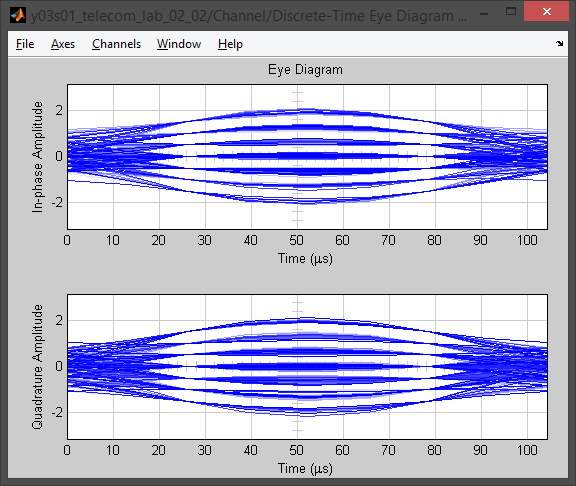 y03s01_telecom_lab_02_02/Channel/Discrete-Time Eye Diagram ...
File Axes Channels Window Help
Eye Diagram
In-phase Amplitude
2
0
-2
0 10 20 30 40 50 60 70 80 90 100
Time (µs)
Quadrature Amplitude
2
0
-2
0 10 20 30 40 50 60 70 80 90 100
Time (µs)